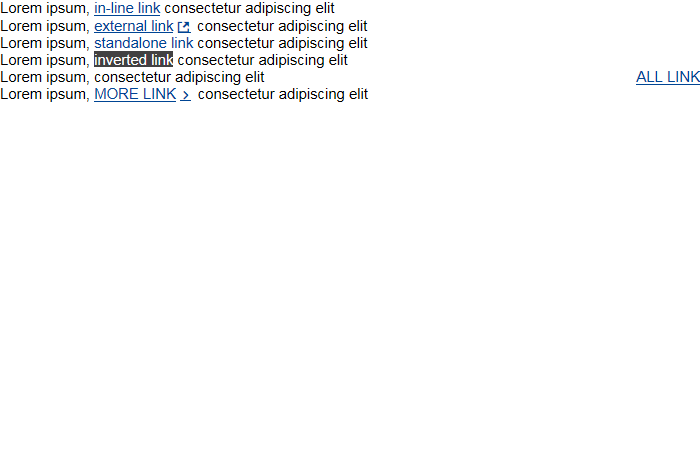 Lorem ipsum, in-line link consectetur adipiscing elit
Lorem ipsum, external link consectetur adipiscing elit
Lorem ipsum, standalone link consectetur adipiscing elit
Lorem ipsum, inverted link consectetur adipiscing elit
Lorem ipsum, consectetur adipiscing elit ALL LINK
Lorem ipsum, MORE LINK consectetur adipiscing elit